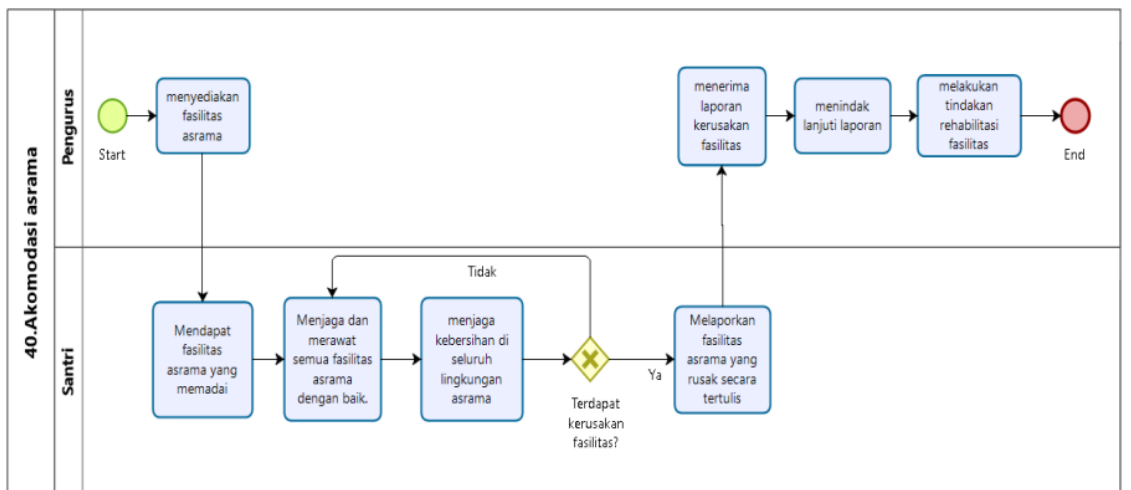 40.Akomodasi asrama
Pengurus
Start
menyediakan
fasilitas
asrama
menerima
laporan
kerusakan
fasilitas
menindak
lanjuti laporan
melakukan
tindakan
rehabilitasi
fasilitas
End
Santri
Mendapat
fasilitas
asrama yang
memadai
Menjaga dan
merawat
semua fasilitas
asrama
dengan baik.
menjaga
kebersihan di
seluruh
lingkungan
asrama
Tidak
Terdapat
kerusakan
fasilitas?
Ya
Melaporkan
fasilitas
asrama yang
rusak secara
tertulis